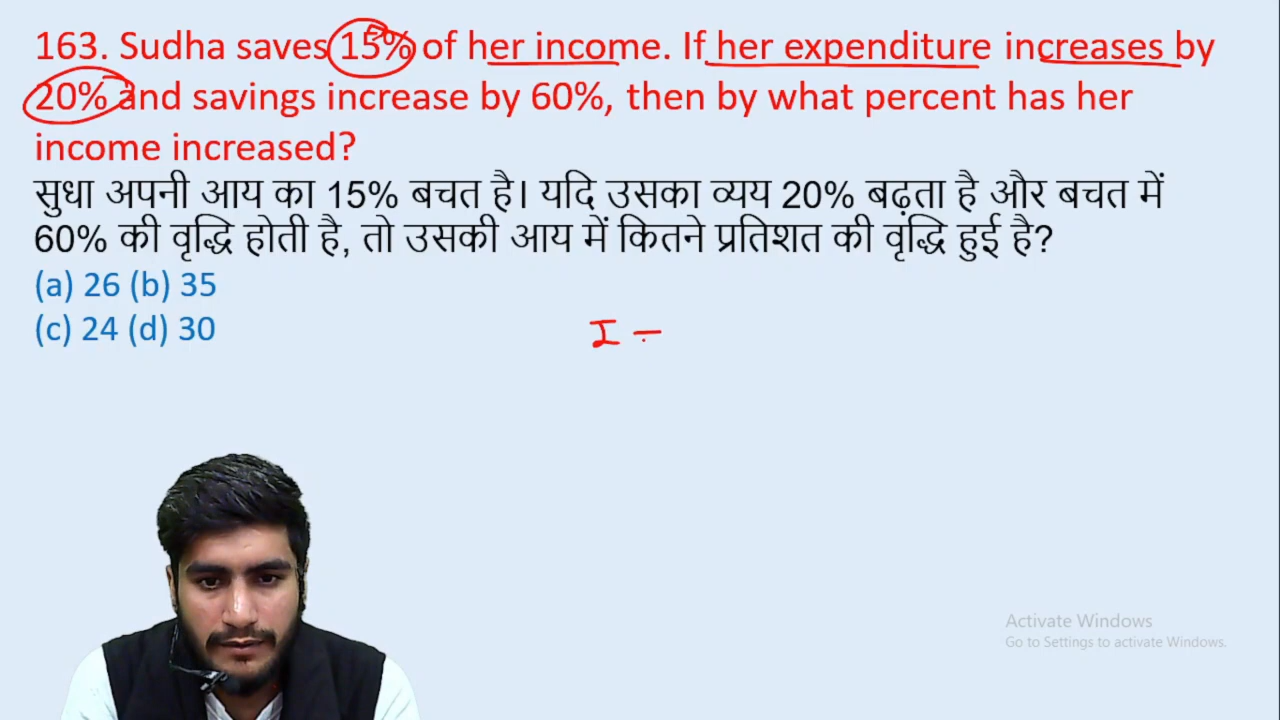 163. Sudha saves 15% of her income. If her expenditure increases by
20% and savings increase by 60%, then by what percent has her
income increased?
सुधा अपनी आय का 15% बचत है। यदि उसका व्यय 20% बढ़ता है और बचत में
60% की वृद्धि होती है, तो उसकी आय में कितने प्रतिशत की वृद्धि हुई है?
(a) 26 (b) 35
(c) 24 (d) 30
I –
Activate Windows
Go to Settings to activate Windows.